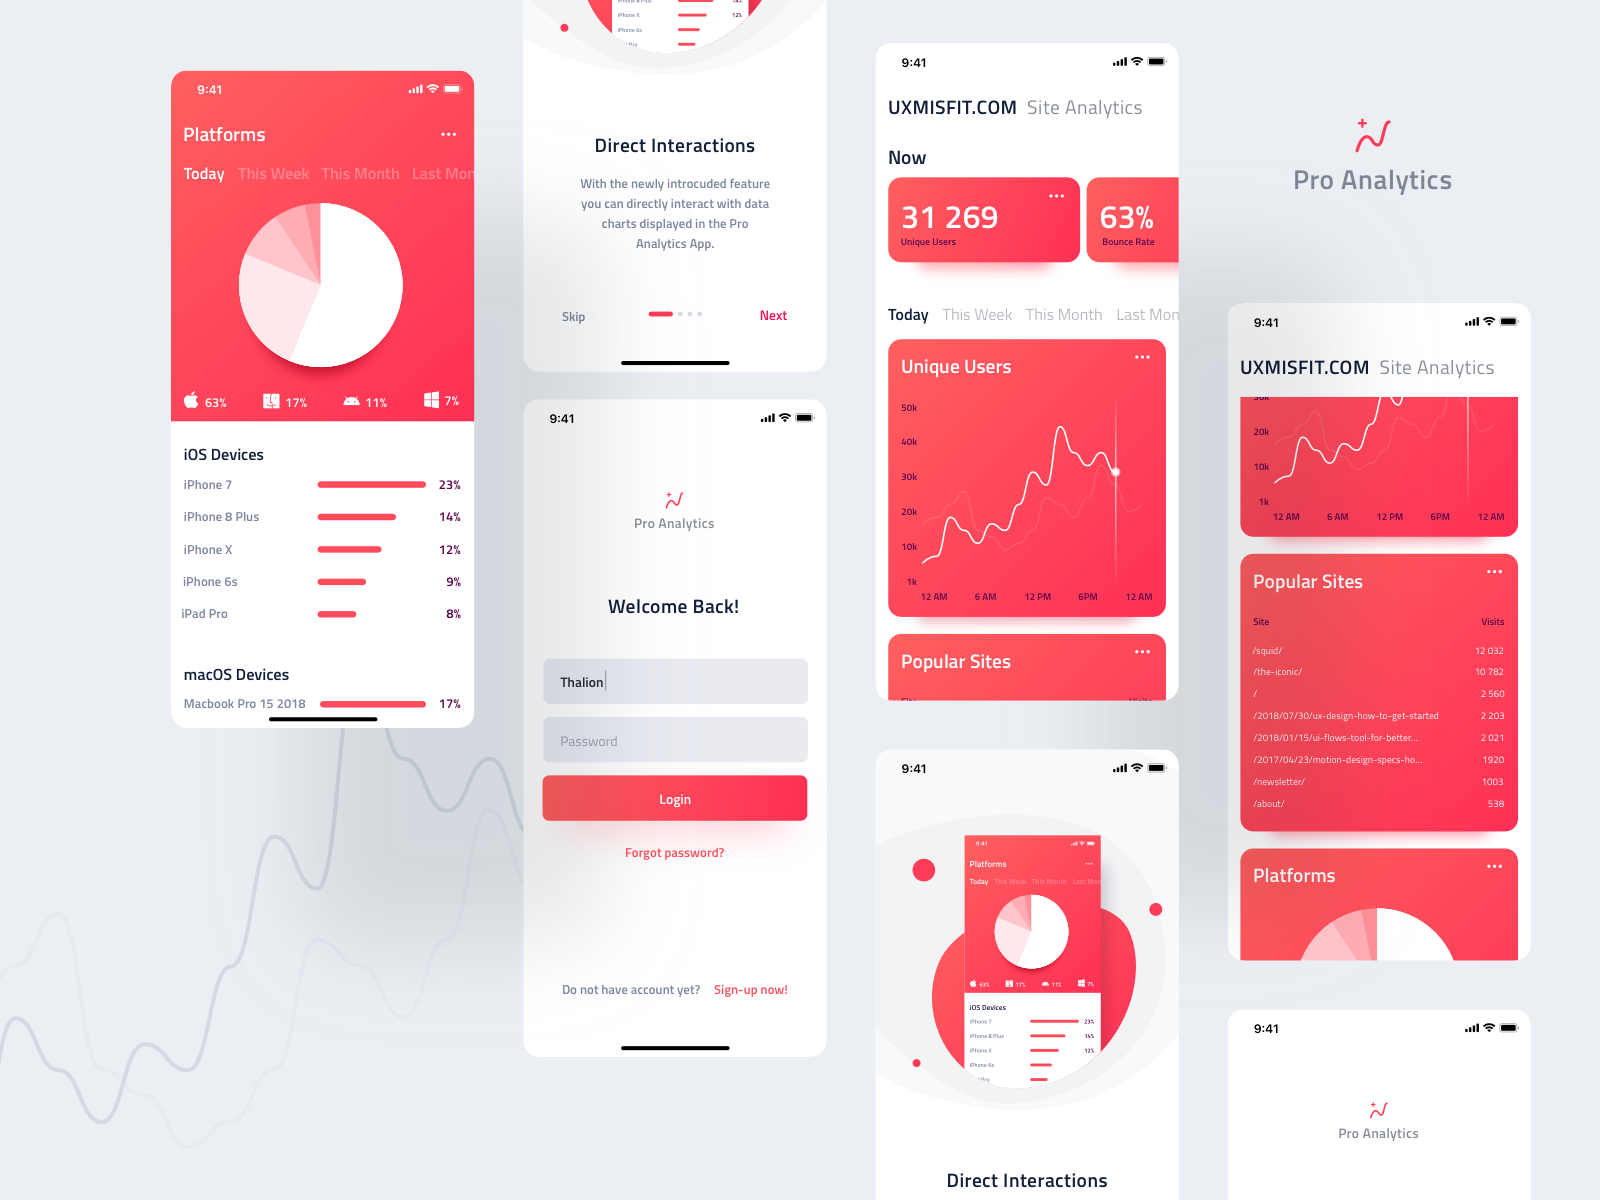 9:41
Platforms
Today This Week This Month Last Mon
63% 17% 11% 7%
iOS Devices
iPhone 7 23%
iPhone 8 Plus 14%
iPhone X 12%
iPhone 6s 9%
iPad Pro 8%
macOS Devices
Macbook Pro 15 2018 17%
iPhone X 12%
iPhone 6s
Direct Interactions
With the newly introcuded feature
you can directly interact with data
charts displayed in the Pro
Analytics App.
Skip Next
9:41
Pro Analytics
Welcome Back!
Thalion
Password
Login
Forgot password?
Do not have account yet? Sign-up now!
9:41
UXMISFIT.COM Site Analytics
Now
31 269
Unique Users
63%
Bounce Rate
Today This Week This Month Last Mon
Unique Users
50k
40k
30k
20k
10k
1k
12 AM 6 AM 12 PM 6PM 12 AM
Popular Sites
9:41
9:41
Platforms
Today This Week This Month Last Mon
63% 17% 11% 7%
iOS Devices
iPhone 7 23%
iPhone 8 Plus 14%
iPhone X 12%
iPhone 6s
Direct Interactions
Pro Analytics
9:41
UXMISFIT.COM Site Analytics
20k
10k
1k
12 AM 6 AM 12 PM 6PM 12 AM
Popular Sites
Site Visits
/squid/ 12 032
/the-iconic/ 10 782
/ 2 560
/2018/07/30/ux-design-how-to-get-started 2 203
/2018/01/15/ui-flows-tool-for-better... 2 021
/2017/04/23/motion-design-specs-ho... 1920
/newsletter/ 1003
/about/ 538
Platforms
9:41
Pro Analytics